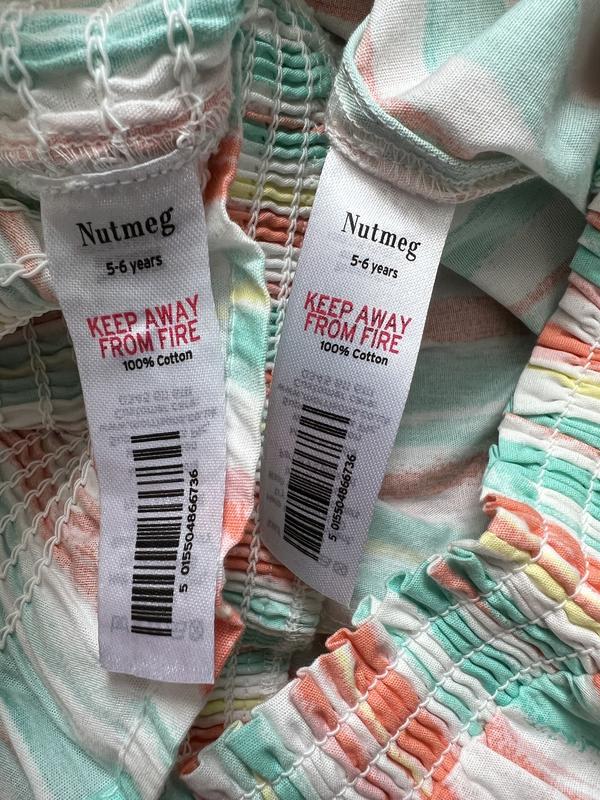 Nutmeg
5-6 years
KEEP AWAY
FROM FIRE
100% Cotton
5 015504866736
Nutmeg
5-6 years
KEEP AWAY
FROM FIRE
100% Cotton
5 015504866736